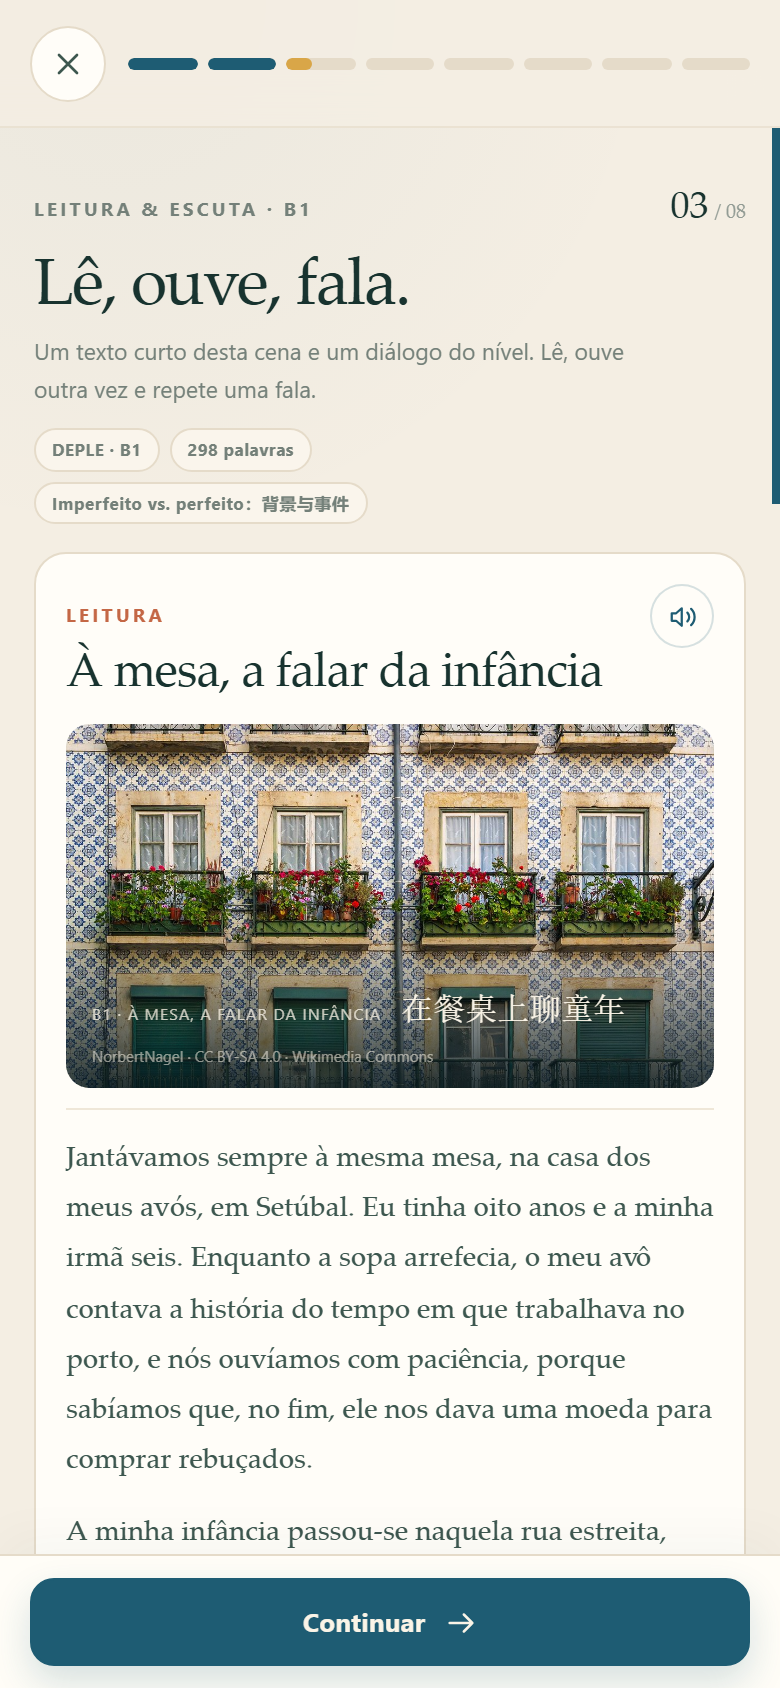 LEITURA & ESCUTA · B1
03 / 08
Lê, ouve, fala.
Um texto curto desta cena e um diálogo do nível. Lê, ouve
outra vez e repete uma fala.
DEPLE · B1
298 palavras
Imperfeito vs. perfeito：背景与事件
LEITURA
À mesa, a falar da infância
B1 · À MESA, A FALAR DA INFÂNCIA
在餐桌上聊童年
NorbertNagel · CC BY-SA 4.0 · Wikimedia Commons
Jantávamos sempre à mesma mesa, na casa dos
meus avós, em Setúbal. Eu tinha oito anos e a minha
irmã seis. Enquanto a sopa arrefecia, o meu avô
contava a história do tempo em que trabalhava no
porto, e nós ouvíamos com paciência, porque
sabíamos que, no fim, ele nos dava uma moeda para
comprar rebuçados.
A minha infância passou-se naquela rua estreita,
Continuar